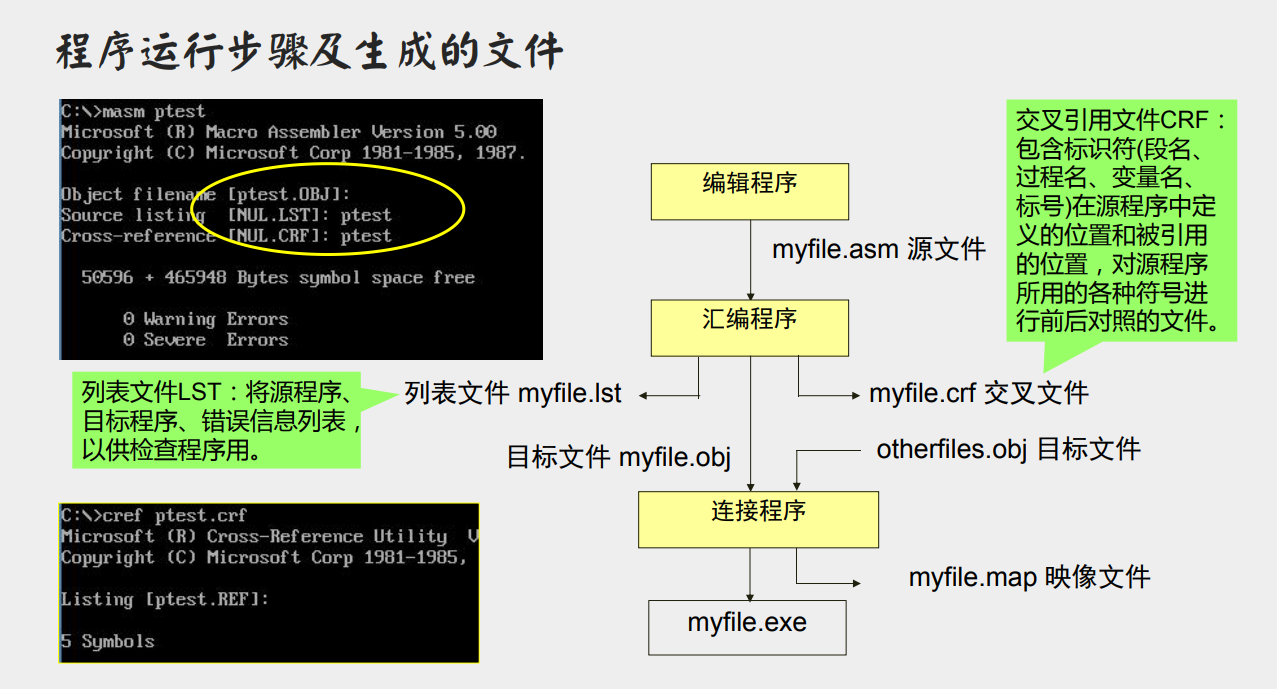 程序运行步骤及生成的文件
C:\>masm ptest
Microsoft (R) Macro Assembler Version 5.00
Copyright (C) Microsoft Corp 1981-1985, 1987.
Object filename [ptest.OBJ]:
Source listing  [NUL.LST]: ptest
Cross-reference [NUL.CRF]: ptest
50596 + 465948 Bytes symbol space free
0 Warning Errors
0 Severe  Errors
编辑程序
myfile.asm 源文件
汇编程序
交叉引用文件CRF：
包含标识符(段名、
过程名、变量名、
标号)在源程序中定
义的位置和被引用
的位置，对源程序
所用的各种符号进
行前后对照的文件。
列表文件LST：将源程序、
目标程序、错误信息列表，
以供检查程序用。
列表文件 myfile.lst
myfile.crf 交叉文件
目标文件 myfile.obj
otherfiles.obj 目标文件
连接程序
myfile.map 映像文件
myfile.exe
C:\>cref ptest.crf
Microsoft (R) Cross-Reference Utility  V
Copyright (C) Microsoft Corp 1981-1985,
Listing [ptest.REF]:
5 Symbols